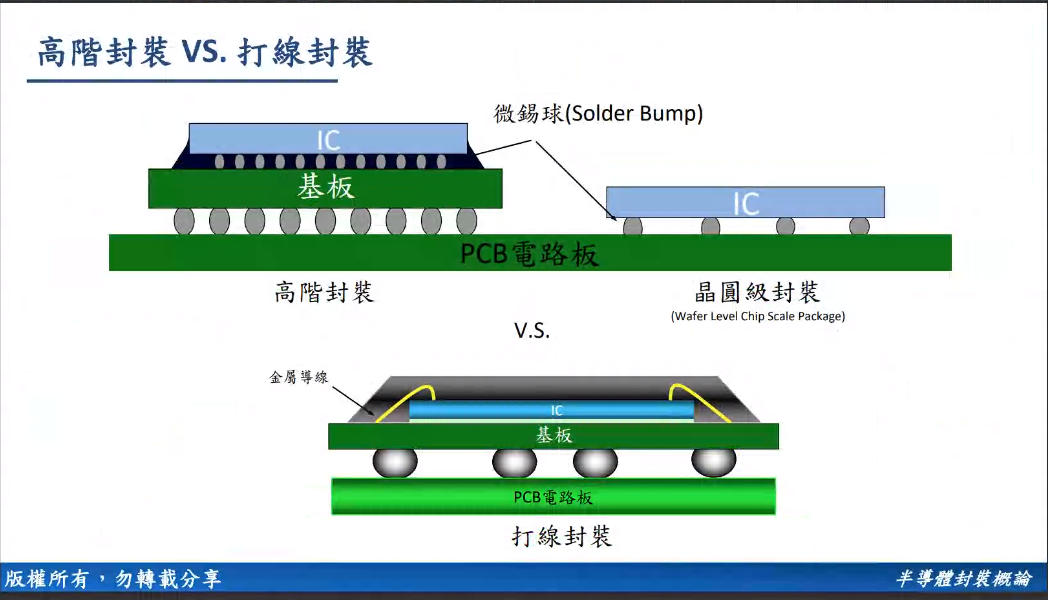 高階封裝 VS. 打線封裝
微錫球(Solder Bump)
IC
基板
IC
PCB電路板
高階封裝
晶圓級封裝
(Wafer Level Chip Scale Package)
V.S.
金屬導線
IC
基板
PCB電路板
打線封裝
版權所有，勿轉載分享
半導體封裝概論